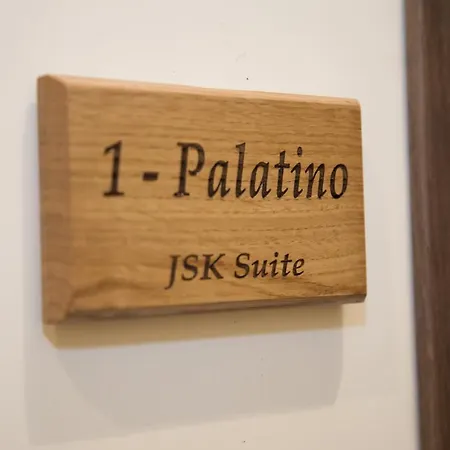 1 - Palatino
JSK Suite